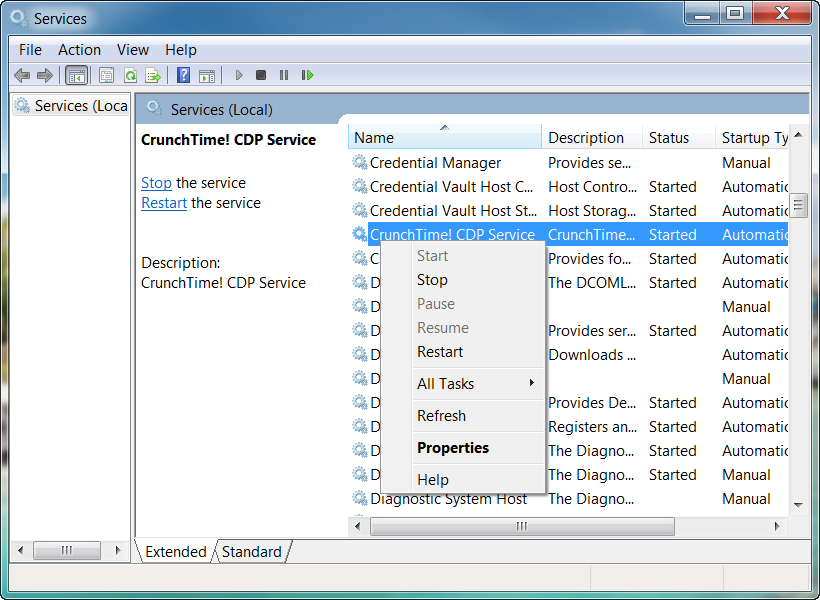 Services
File Action View Help
Services (Loca
Services (Local)
CrunchTime! CDP Service
Stop the service
Restart the service
Description:
CrunchTime! CDP Service
Name Description Status Startup Ty
Credential Manager Provides se... Manual
Credential Vault Host C... Host Contro... Started Automatic
Credential Vault Host St... Host Storag... Started Automatic
CrunchTime! CDP Service CrunchTime... Started Automatic
C Provides fo... Started Automatic
D The DCOML... Started Automatic
D Manual
D Provides ser... Started Automatic
D Downloads ... Automatic
D Manual
D Provides De... Started Automatic
D Registers an... Started Automatic
D The Diagno... Started Automatic
D The Diagno... Started Manual
Diagnostic System Host The Diagno... Manual
Start
Stop
Pause
Resume
Restart
All Tasks
Refresh
Properties
Help
Extended Standard